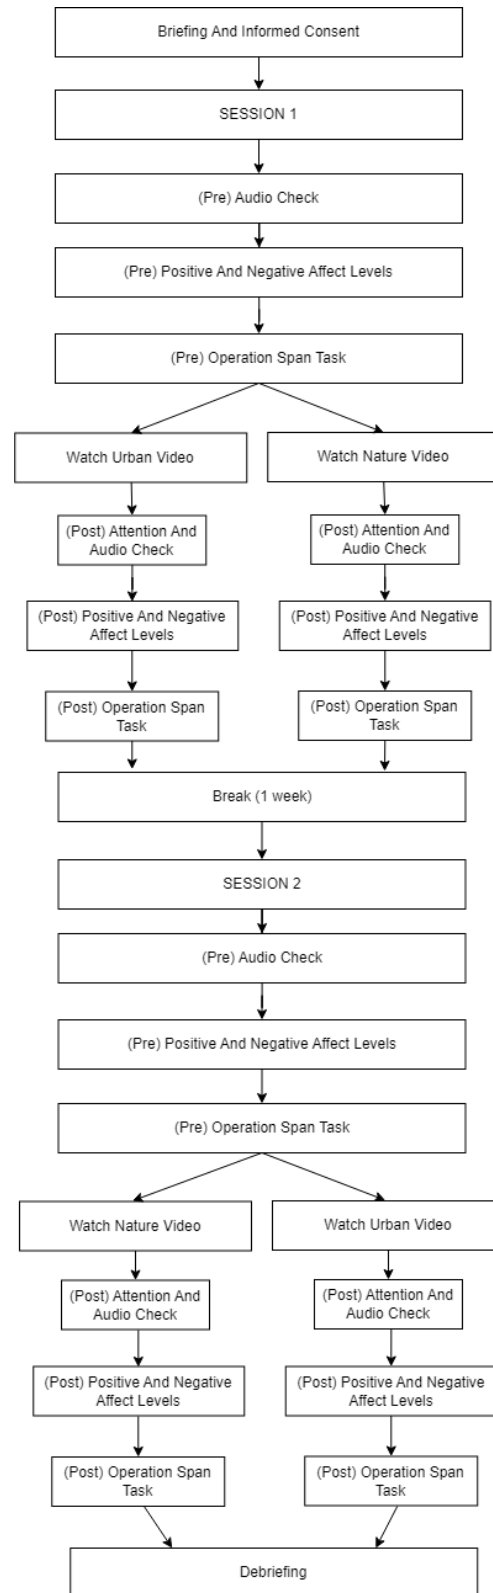 Briefing And Informed Consent
SESSION 1
(Pre) Audio Check
(Pre) Positive And Negative Affect Levels
(Pre) Operation Span Task
Watch Urban Video
Watch Nature Video
(Post) Attention And
Audio Check
(Post) Attention And
Audio Check
(Post) Positive And Negative
Affect Levels
(Post) Positive And Negative
Affect Levels
(Post) Operation Span
Task
(Post) Operation Span
Task
Break (1 week)
SESSION 2
(Pre) Audio Check
(Pre) Positive And Negative Affect Levels
(Pre) Operation Span Task
Watch Nature Video
Watch Urban Video
(Post) Attention And
Audio Check
(Post) Attention And
Audio Check
(Post) Positive And Negative
Affect Levels
(Post) Positive And Negative
Affect Levels
(Post) Operation Span
Task
(Post) Operation Span
Task
Debriefing